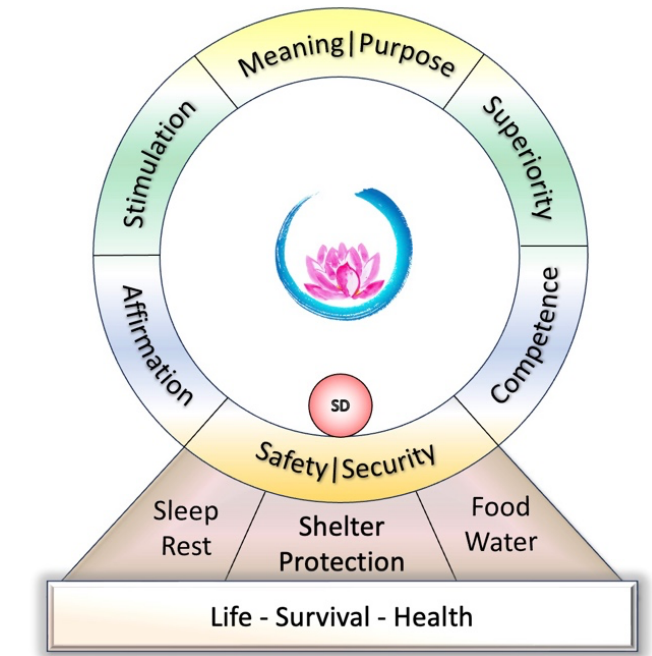 Meaning|Purpose
Stimulation
Superiority
Affirmation
Competence
SD
Safety|Security
Sleep
Rest
Shelter
Protection
Food
Water
Life - Survival - Health